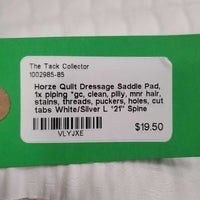 The Tack Collector
1002985-85
Horze Quilt Dressage Saddle Pad,
1x piping *gc, clean, pilly, mnr hair,
stains, threads, puckers, holes, cut
tabs White/Silver L *21" Spine
VLYJXE
$19.50